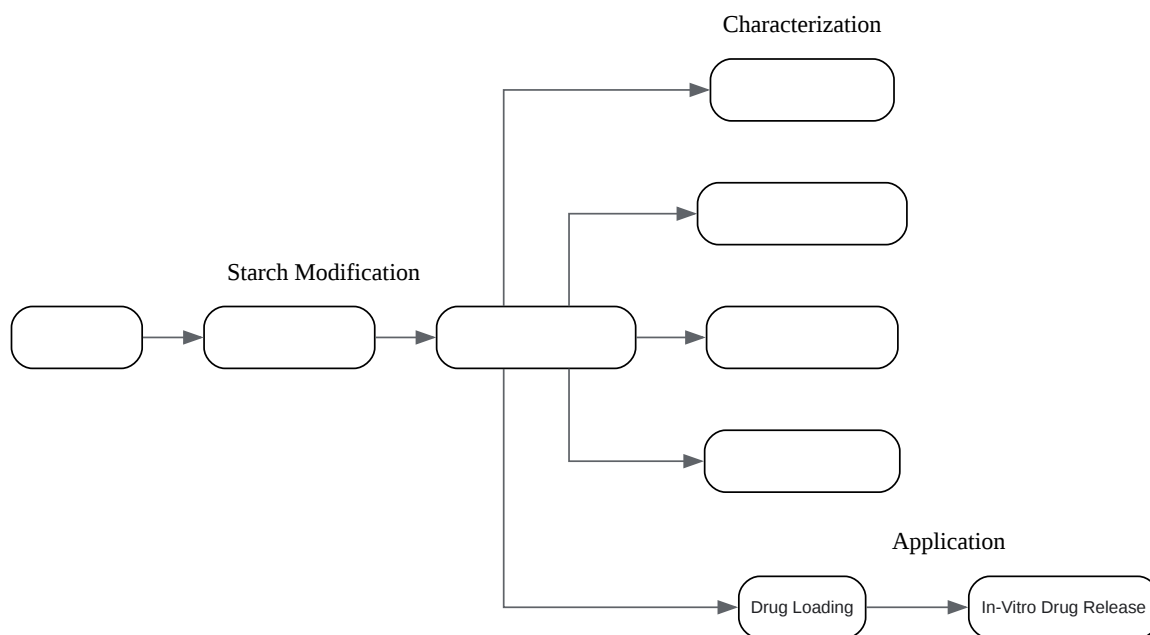 Characterization
Starch Modification
Application
Drug Loading
In-Vitro Drug Release